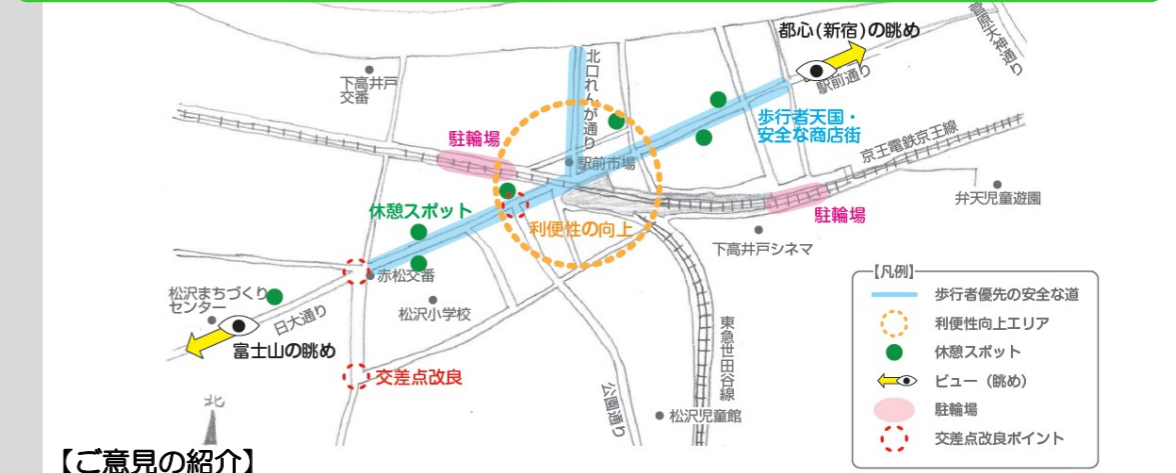 都心(新宿)の眺め
菅原天神通り
駅前通り
北口れんが通り
下高井戸
交番
歩行者天国・
安全な商店街
駐輪場
京王電鉄京王線
駅前市場
弁天児童遊園
休憩スポット
利便性の向上
駐輪場
下高井戸シネマ
赤松交番
松沢まちづくり
センター
日大通り
松沢小学校
富士山の眺め
交差点改良
東急世田谷線
公園通り
松沢児童館
北
【凡例】
歩行者優先の安全な道
利便性向上エリア
休憩スポット
ビュー（眺め）
駐輪場
交差点改良ポイント
【ご意見の紹介】